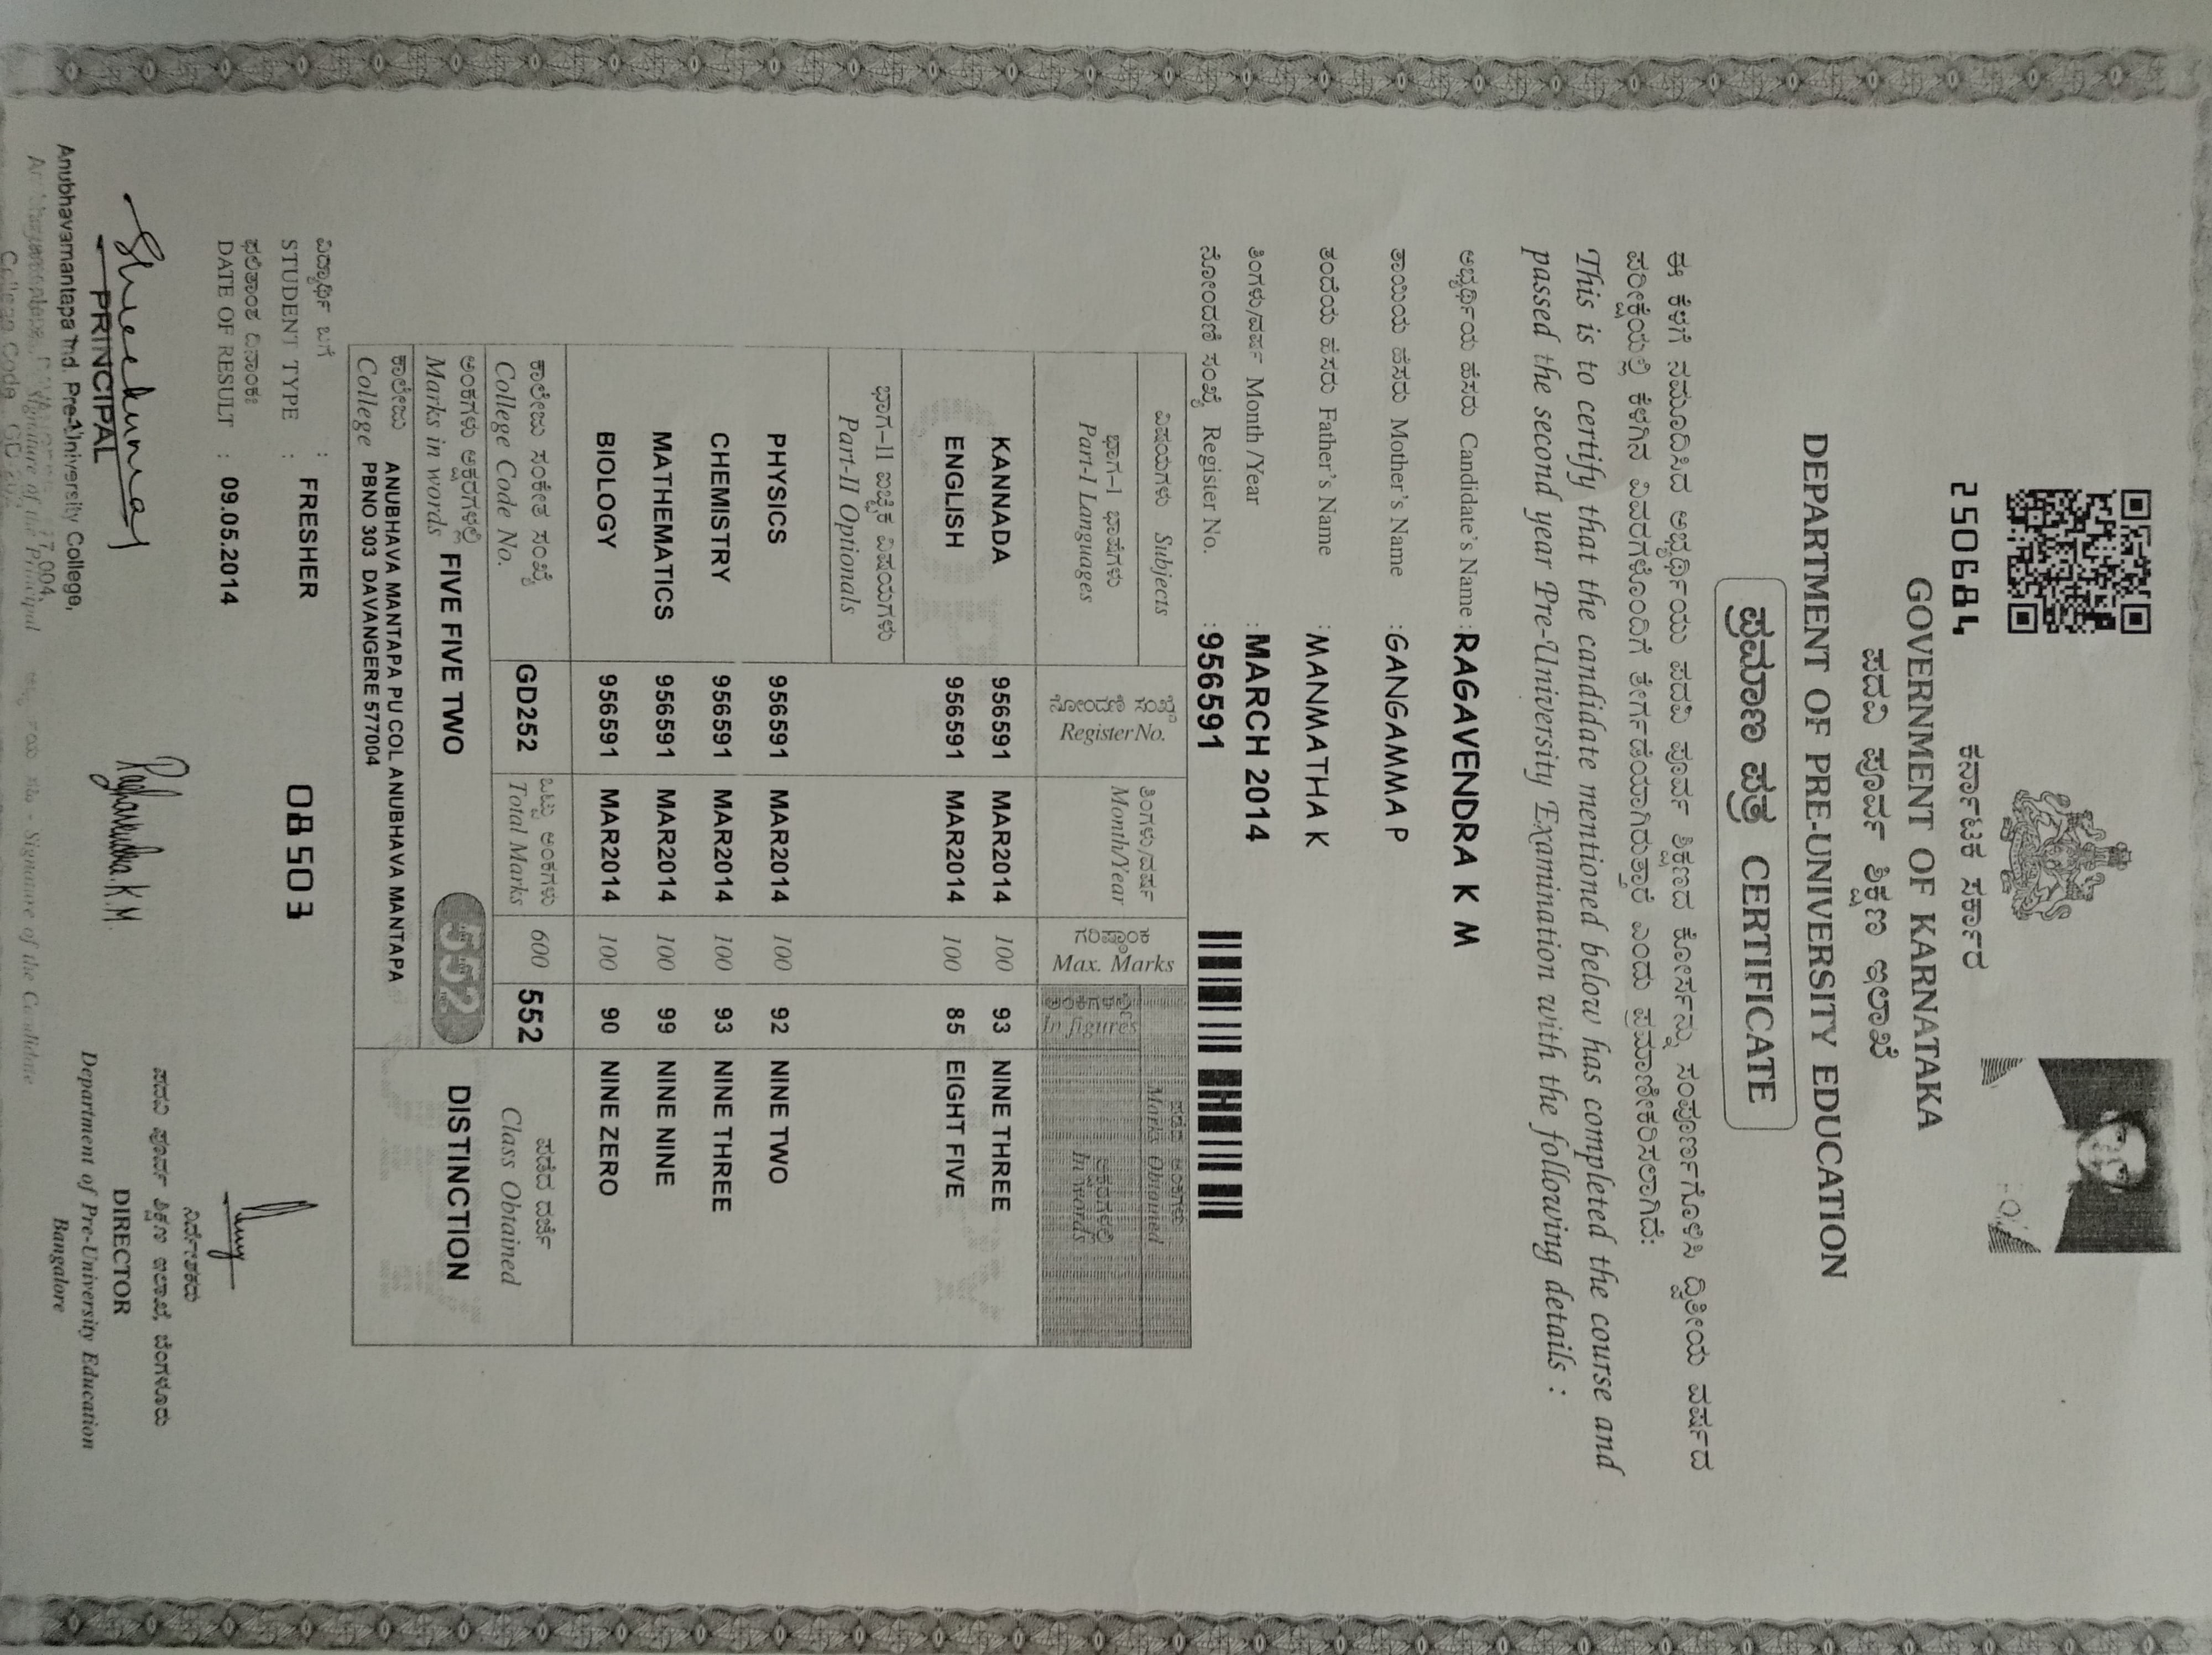 250684
ಕರ್ನಾಟಕ ಸರ್ಕಾರ
GOVERNMENT OF KARNATAKA
ಪದವಿ ಪೂರ್ವ ಶಿಕ್ಷಣ ಇಲಾಖೆ
DEPARTMENT OF PRE-UNIVERSITY EDUCATION
ಪ್ರಮಾಣ ಪತ್ರ CERTIFICATE
ಈ ಕೆಳಗೆ ನಮೂದಿಸಿದ ಅಭ್ಯರ್ಥಿಯು ಪದವಿ ಪೂರ್ವ ಶಿಕ್ಷಣದ ಕೋರ್ಸನ್ನು ಸಂಪೂರ್ಣಗೊಳಿಸಿ ದ್ವಿತೀಯ ವರ್ಷದ
ಪರೀಕ್ಷೆಯಲ್ಲಿ ಕೆಳಗಿನ ವಿವರಗಳೊಂದಿಗೆ ತೇರ್ಗಡೆಯಾಗಿರುತ್ತಾರೆ ಎಂದು ಪ್ರಮಾಣೀಕರಿಸಲಾಗಿದೆ:
This is to certify that the candidate mentioned below has completed the course and
passed the second year Pre-University Examination with the following details :
ಅಭ್ಯರ್ಥಿಯ ಹೆಸರು Candidate's Name : RAGAVENDRA K M
ತಾಯಿಯ ಹೆಸರು Mother's Name : GANGAMMA P
ತಂದೆಯ ಹೆಸರು Father's Name : MANMATHA K
ತಿಂಗಳು/ವರ್ಷ Month /Year : MARCH 2014
ನೋಂದಣಿ ಸಂಖ್ಯೆ Register No. : 956591
ವಿಷಯಗಳು Subjects ನೋಂದಣಿ ಸಂಖ್ಯೆ Register No. ತಿಂಗಳು/ವರ್ಷ Month/Year ಗರಿಷ್ಠಾಂಕ Max. Marks ಪಡೆದ ಅಂಕಗಳು Marks Obtained
ಭಾಗ-I ಭಾಷೆಗಳು Part-I Languages ಅಂಕಿಗಳಲ್ಲಿ In figures ಅಕ್ಷರಗಳಲ್ಲಿ In words
KANNADA 956591 MAR2014 100 93 NINE THREE
ENGLISH 956591 MAR2014 100 85 EIGHT FIVE
ಭಾಗ-II ಐಚ್ಛಿಕ ವಿಷಯಗಳು
Part-II Optionals
PHYSICS 956591 MAR2014 100 92 NINE TWO
CHEMISTRY 956591 MAR2014 100 93 NINE THREE
MATHEMATICS 956591 MAR2014 100 99 NINE NINE
BIOLOGY 956591 MAR2014 100 90 NINE ZERO
ಕಾಲೇಜು ಸಂಕೇತ ಸಂಖ್ಯೆ College Code No. GD252 ಒಟ್ಟು ಅಂಕಗಳು Total Marks 600 552 ಪಡೆದ ದರ್ಜೆ Class Obtained
ಅಂಕಗಳು ಅಕ್ಷರಗಳಲ್ಲಿ Marks in words FIVE FIVE TWO 552 DISTINCTION
ಕಾಲೇಜು College ANUBHAVA MANTAPA PU COL ANUBHAVA MANTAPA
PBNO 303 DAVANGERE 577004
ವಿದ್ಯಾರ್ಥಿ ಬಗೆ
STUDENT TYPE : FRESHER 08503
ಫಲಿತಾಂಶ ದಿನಾಂಕ
DATE OF RESULT : 09.05.2014
Raghavendra.K.M.
PRINCIPAL
Anubhavamantapa Ind. Pre-University College,
Signature of the Principal
Signature of the Candidate
ನಿರ್ದೇಶಕರು
ಪದವಿ ಪೂರ್ವ ಶಿಕ್ಷಣ ಇಲಾಖೆ, ಬೆಂಗಳೂರು
DIRECTOR
Department of Pre-University Education
Bangalore